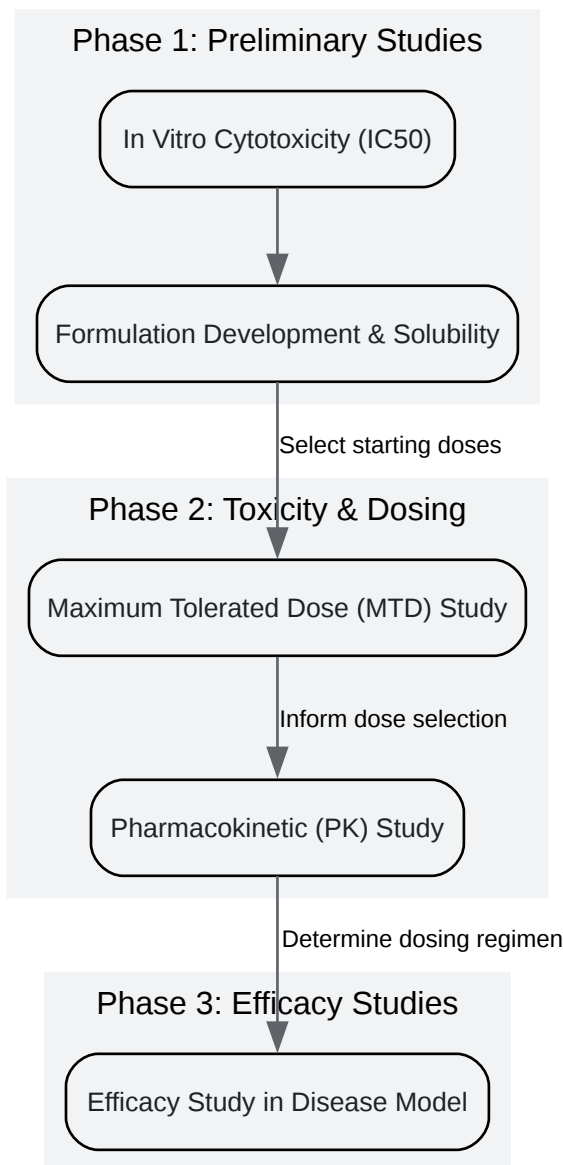 Phase 1: Preliminary Studies
In Vitro Cytotoxicity (IC50)
Formulation Development & Solubility
Select starting doses
Phase 2: Toxicity & Dosing
Maximum Tolerated Dose (MTD) Study
Inform dose selection
Pharmacokinetic (PK) Study
Determine dosing regimen
Phase 3: Efficacy Studies
Efficacy Study in Disease Model